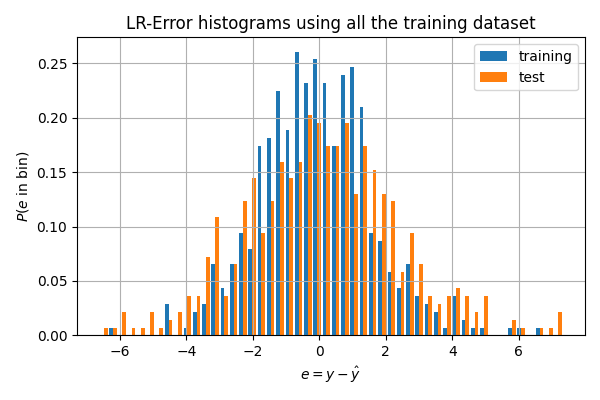 LR-Error histograms using all the training dataset
training
test
P(e in bin)
0.25
0.20
0.15
0.10
0.05
0.00
−6 −4 −2 0 2 4 6
e = y − ŷ